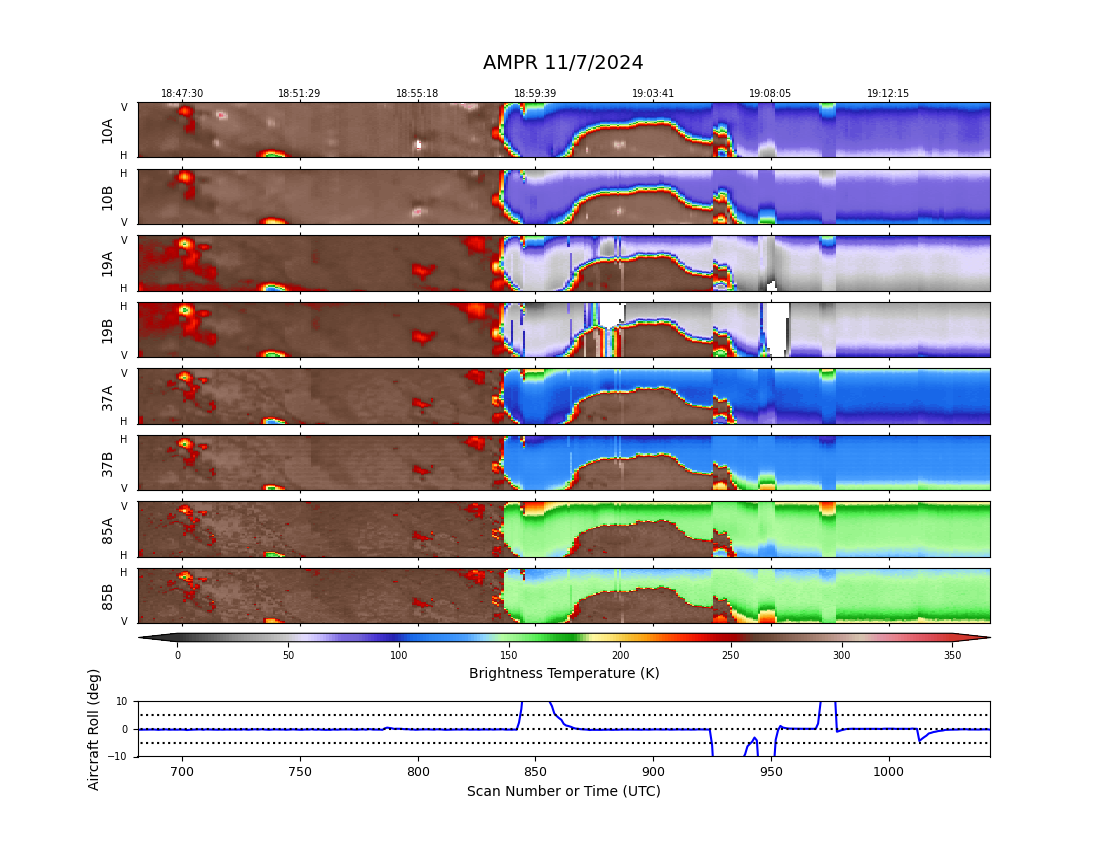 AMPR 11/7/2024
18:47:30 18:51:29 18:55:18 18:59:39 19:03:41 19:08:05 19:12:15
V
10A
H
H
10B
V
V
19A
H
H
19B
V
V
37A
H
H
37B
V
V
85A
H
H
85B
V
0 50 100 150 200 250 300 350
Brightness Temperature (K)
Aircraft Roll (deg)
10
0
−10
700 750 800 850 900 950 1000
Scan Number or Time (UTC)